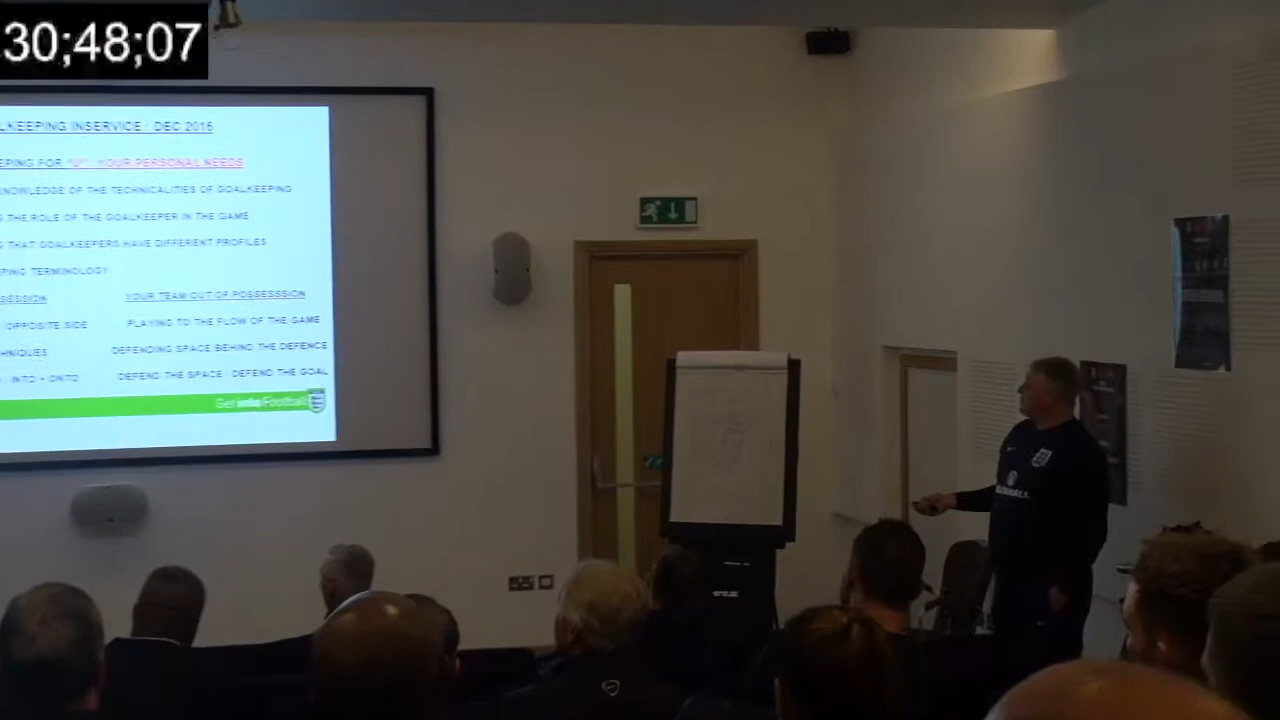 30;48;07
LKEEPING INSERVICE : DEC 2016
EPING FOR "U": YOUR PERSONAL NEEDS
KNOWLEDGE OF THE TECHNICALITIES OF GOALKEEPING
THE ROLE OF THE GOALKEEPER IN THE GAME
THAT GOALKEEPERS HAVE DIFFERENT PROFILES
PING TERMINOLOGY
SESSION YOUR TEAM OUT OF POSSESSSION
OPPOSITE SIDE PLAYING TO THE FLOW OF THE GAME
HNIQUES DEFENDING SPACE BEHIND THE DEFENCE
INTO + ONTO DEFEND THE SPACE : DEFEND THE GOAL
Get into Football